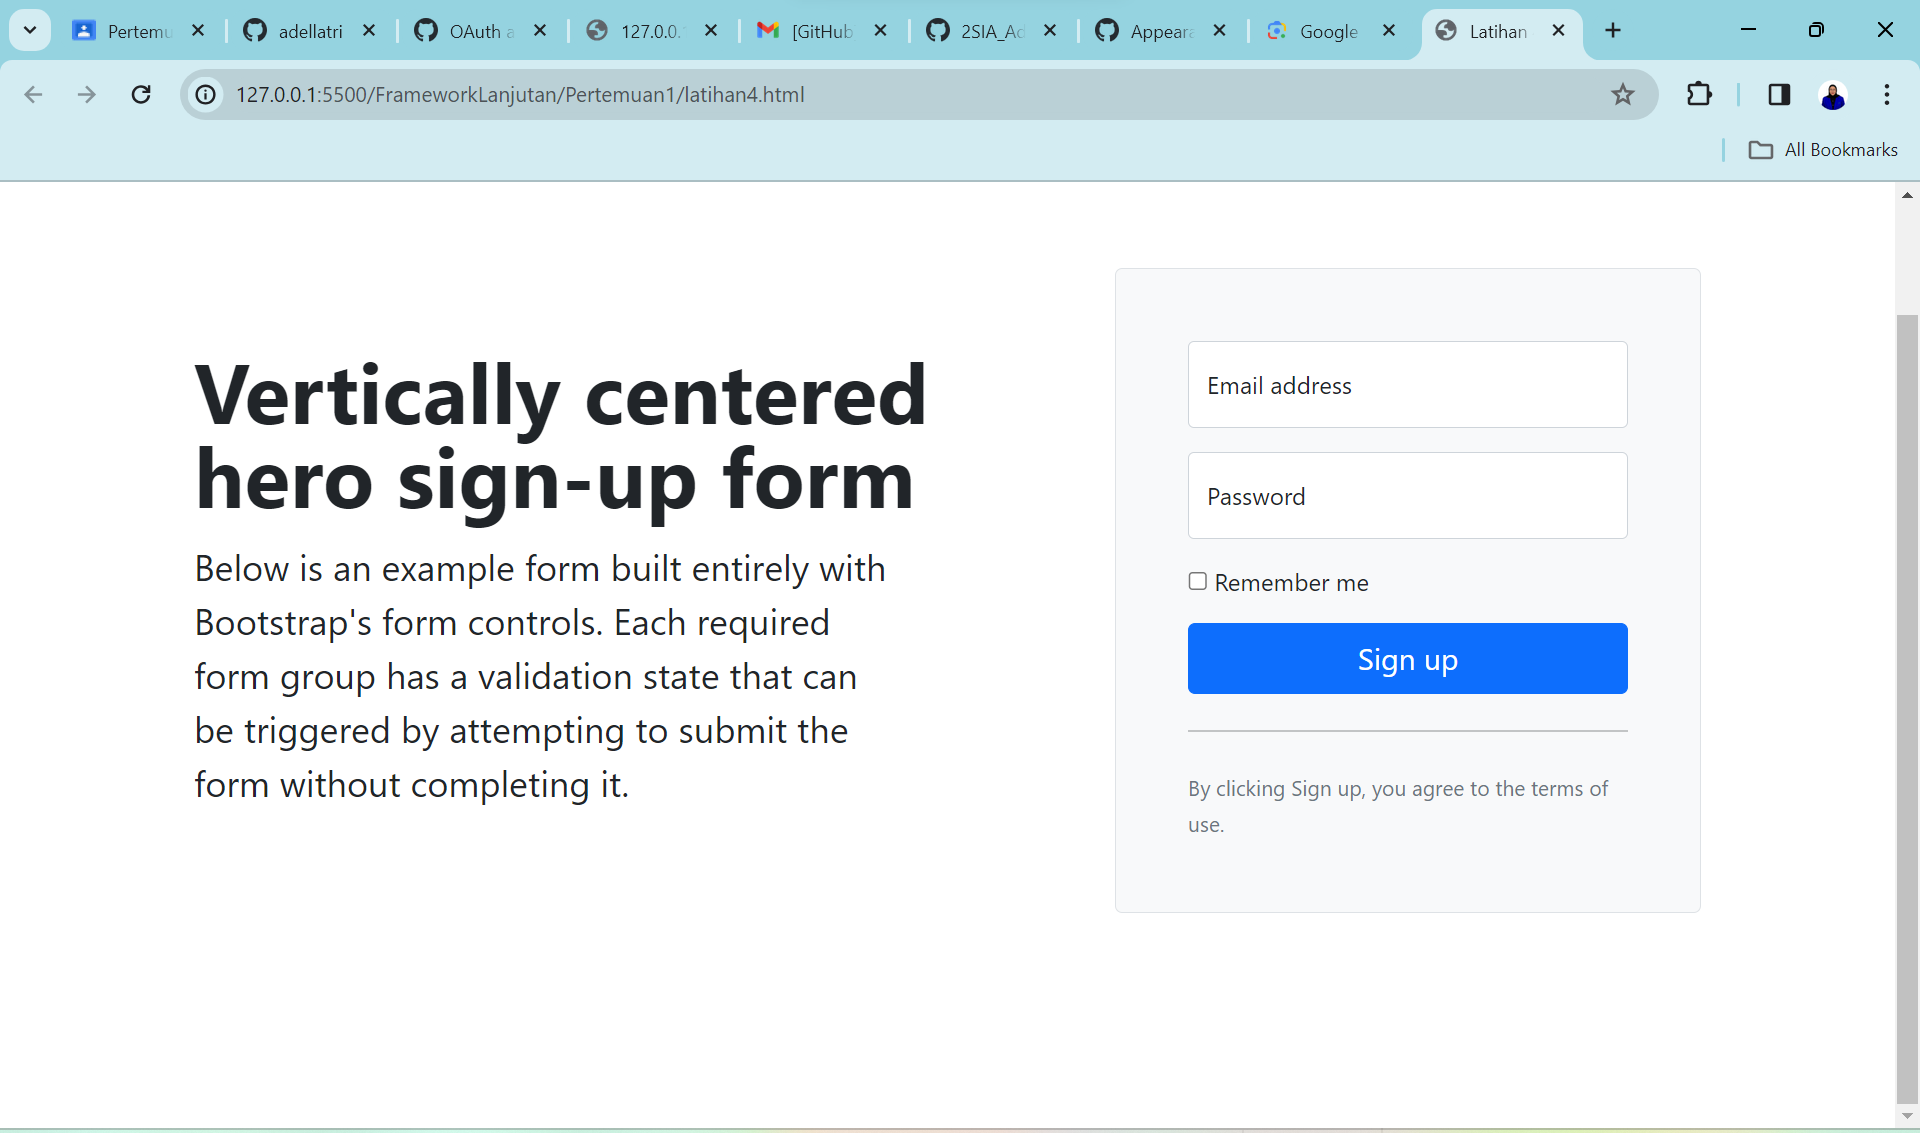 Pertemu
adellatri
OAuth a
127.0.0.
[GitHub
2SIA_Ad
Appeara
Google
Latihan
127.0.0.1:5500/FrameworkLanjutan/Pertemuan1/latihan4.html
All Bookmarks
Vertically centered
hero sign-up form
Below is an example form built entirely with
Bootstrap's form controls. Each required
form group has a validation state that can
be triggered by attempting to submit the
form without completing it.
Email address
Password
Remember me
Sign up
By clicking Sign up, you agree to the terms of
use.